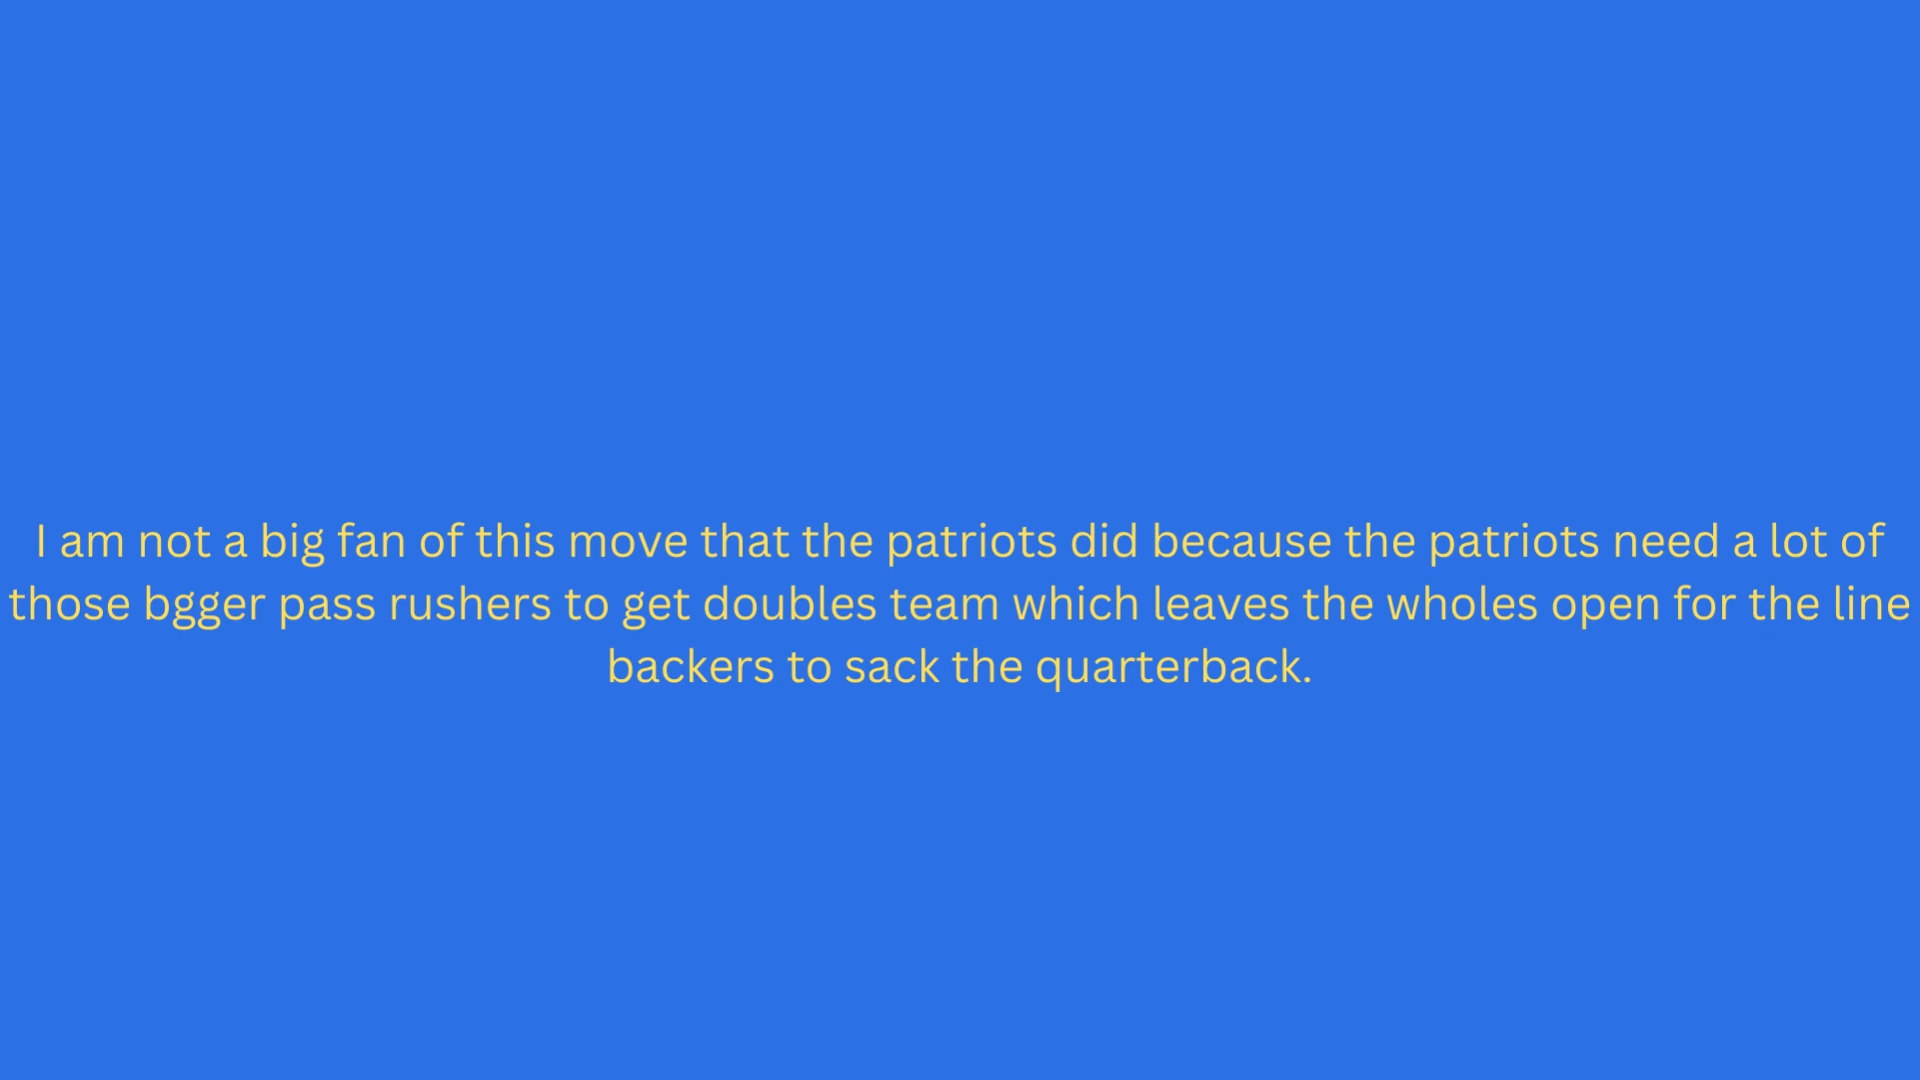 I am not a big fan of this move that the patriots did because the patriots need a lot of
those bgger pass rushers to get doubles team which leaves the wholes open for the line
backers to sack the quarterback.